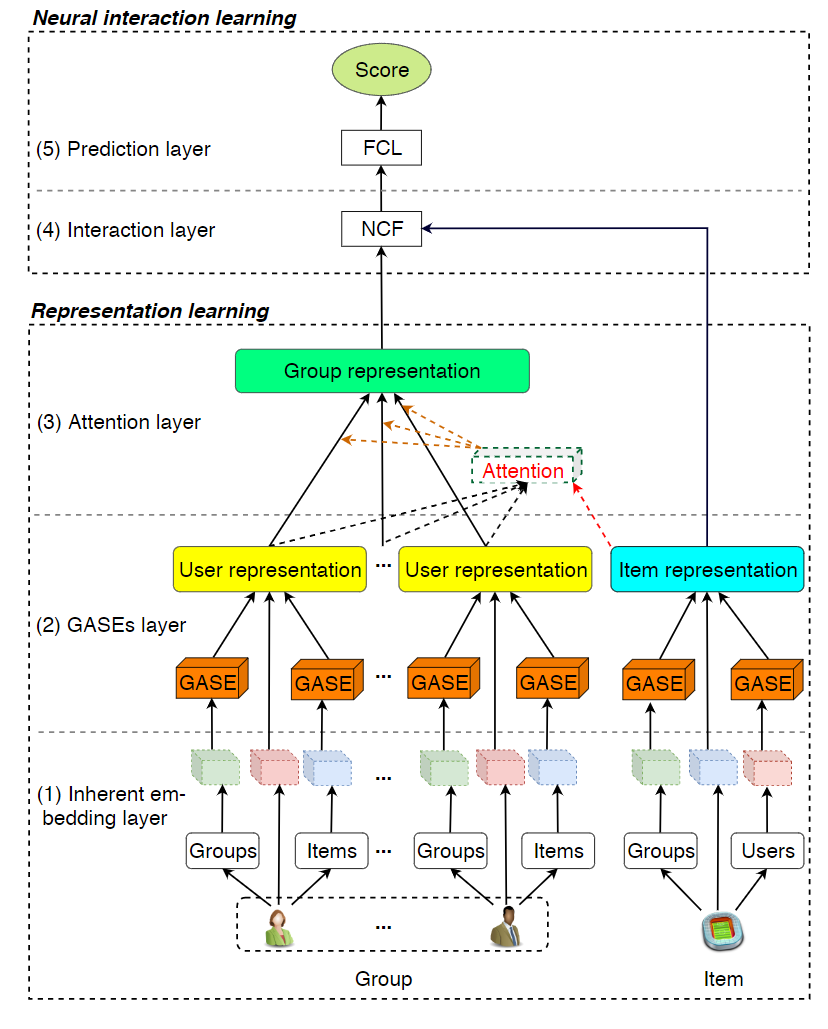 Neural interaction learning
Score
(5) Prediction layer
FCL
(4) Interaction layer
NCF
Representation learning
Group representation
(3) Attention layer
Attention
User representation
...
User representation
Item representation
(2) GASEs layer
GASE
GASE
...
GASE
GASE
GASE
GASE
...
(1) Inherent em-
bedding layer
Groups
Items
...
Groups
Items
Groups
Users
...
Group
Item